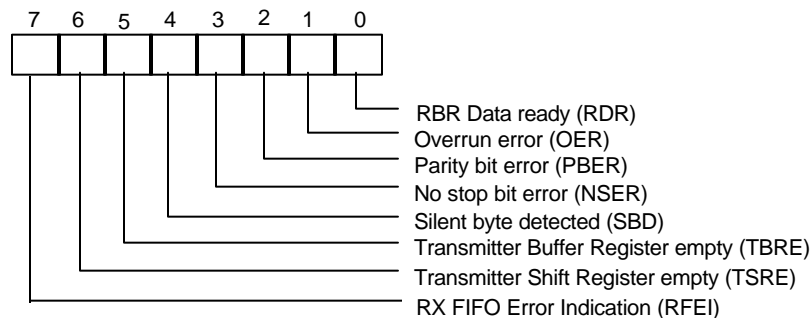 7 6 5 4 3 2 1 0
RBR Data ready (RDR)
Overrun error (OER)
Parity bit error (PBER)
No stop bit error (NSER)
Silent byte detected (SBD)
Transmitter Buffer Register empty (TBRE)
Transmitter Shift Register empty (TSRE)
RX FIFO Error Indication (RFEI)